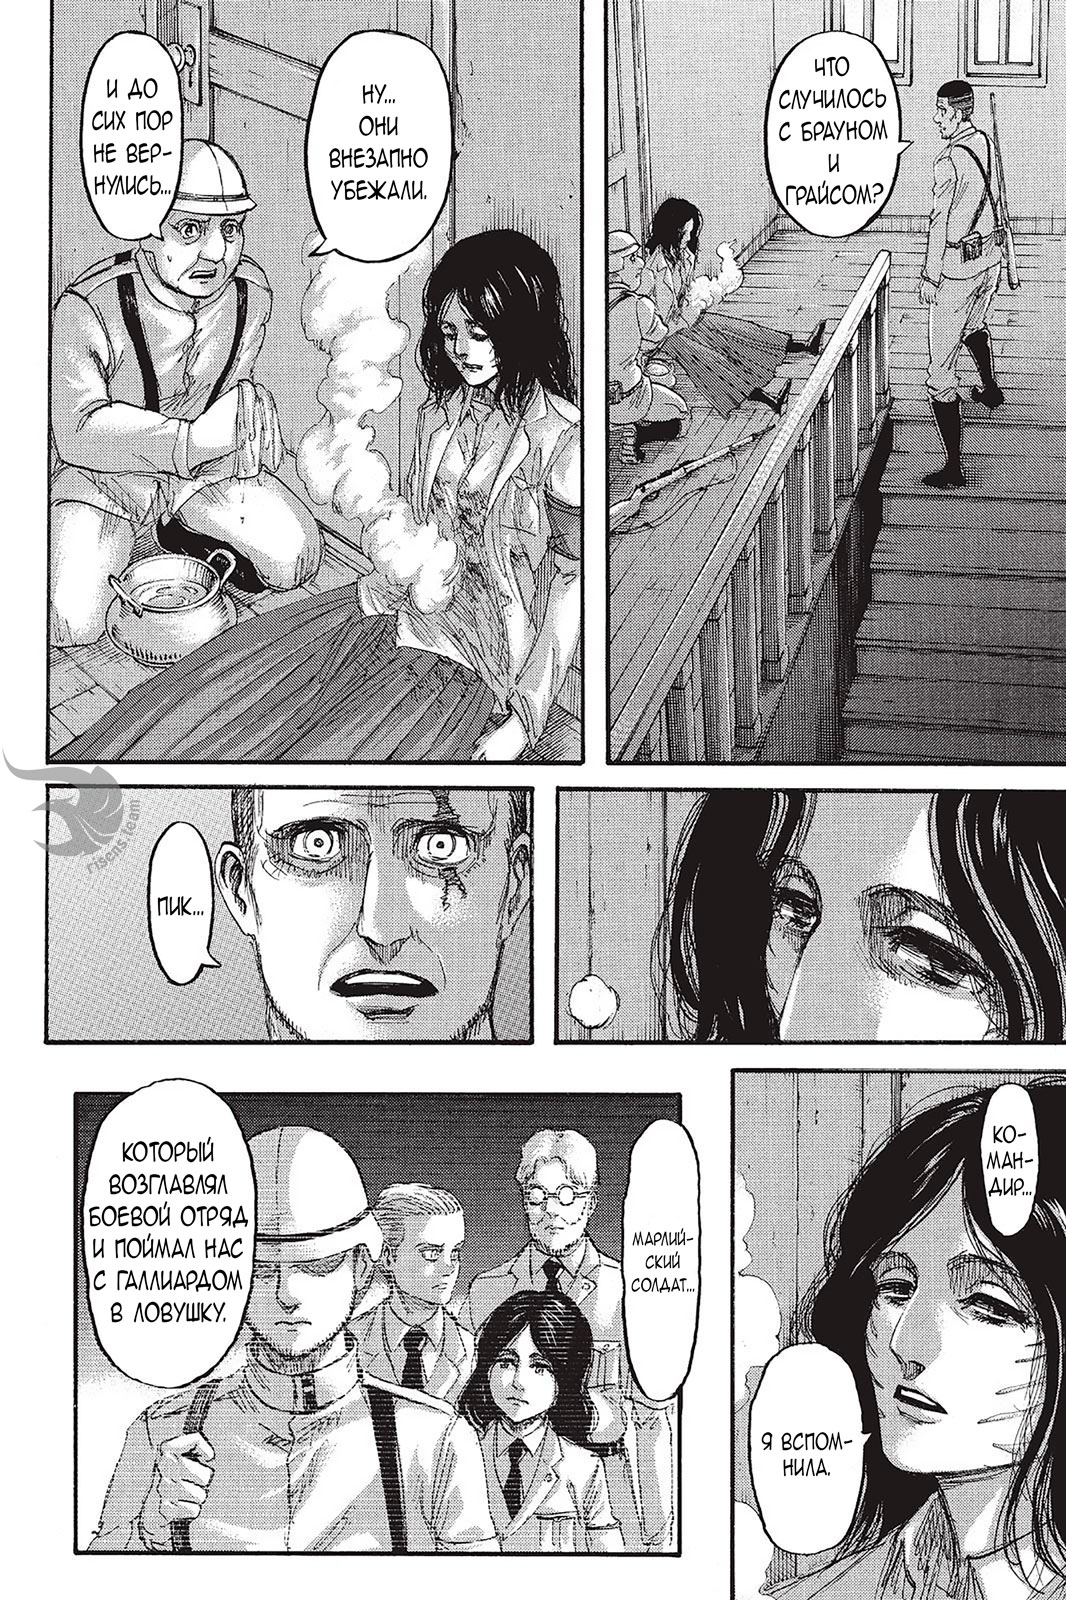 ЧТО
СЛУЧИЛОСЬ
С БРАУНОМ
И
ГРАЙСОМ?
НУ...
ОНИ
ВНЕЗАПНО
УБЕЖАЛИ.
И ДО
СИХ ПОР
НЕ ВЕР-
НУЛИСЬ...
ПИК...
risens.team
КО-
МАН-
ДИР...
Я ВСПОМ-
НИЛА.
МАРЛИЙ-
СКИЙ
СОЛДАТ...
КОТОРЫЙ
ВОЗГЛАВЛЯЛ
БОЕВОЙ ОТРЯД
И ПОЙМАЛ НАС
С ГАЛЛИАРДОМ
В ЛОВУШКУ.